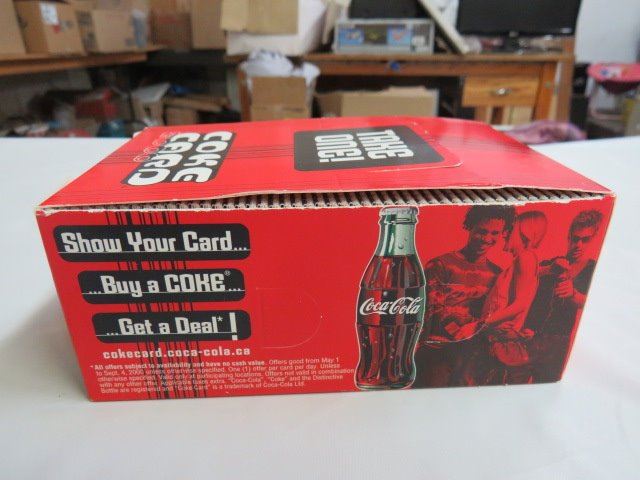 COKE
CARD
TAKE
ONE!
Show Your Card...
...Buy a COKE®...
...Get a Deal*!
cokecard.coca-cola.ca
*All offers subject to availability and have no cash value. Offers good from May 1
to Sept. 4, 2000 unless otherwise specified. One (1) offer per card per day. Unless
otherwise specified. Valid only at participating locations. Offers not valid in combination
with any other offer. Applicable taxes extra. "Coca-Cola", "Coke" and the Distinctive
Bottle are registered and "Coke Card" is a trademark of Coca-Cola Ltd.
Coca-Cola